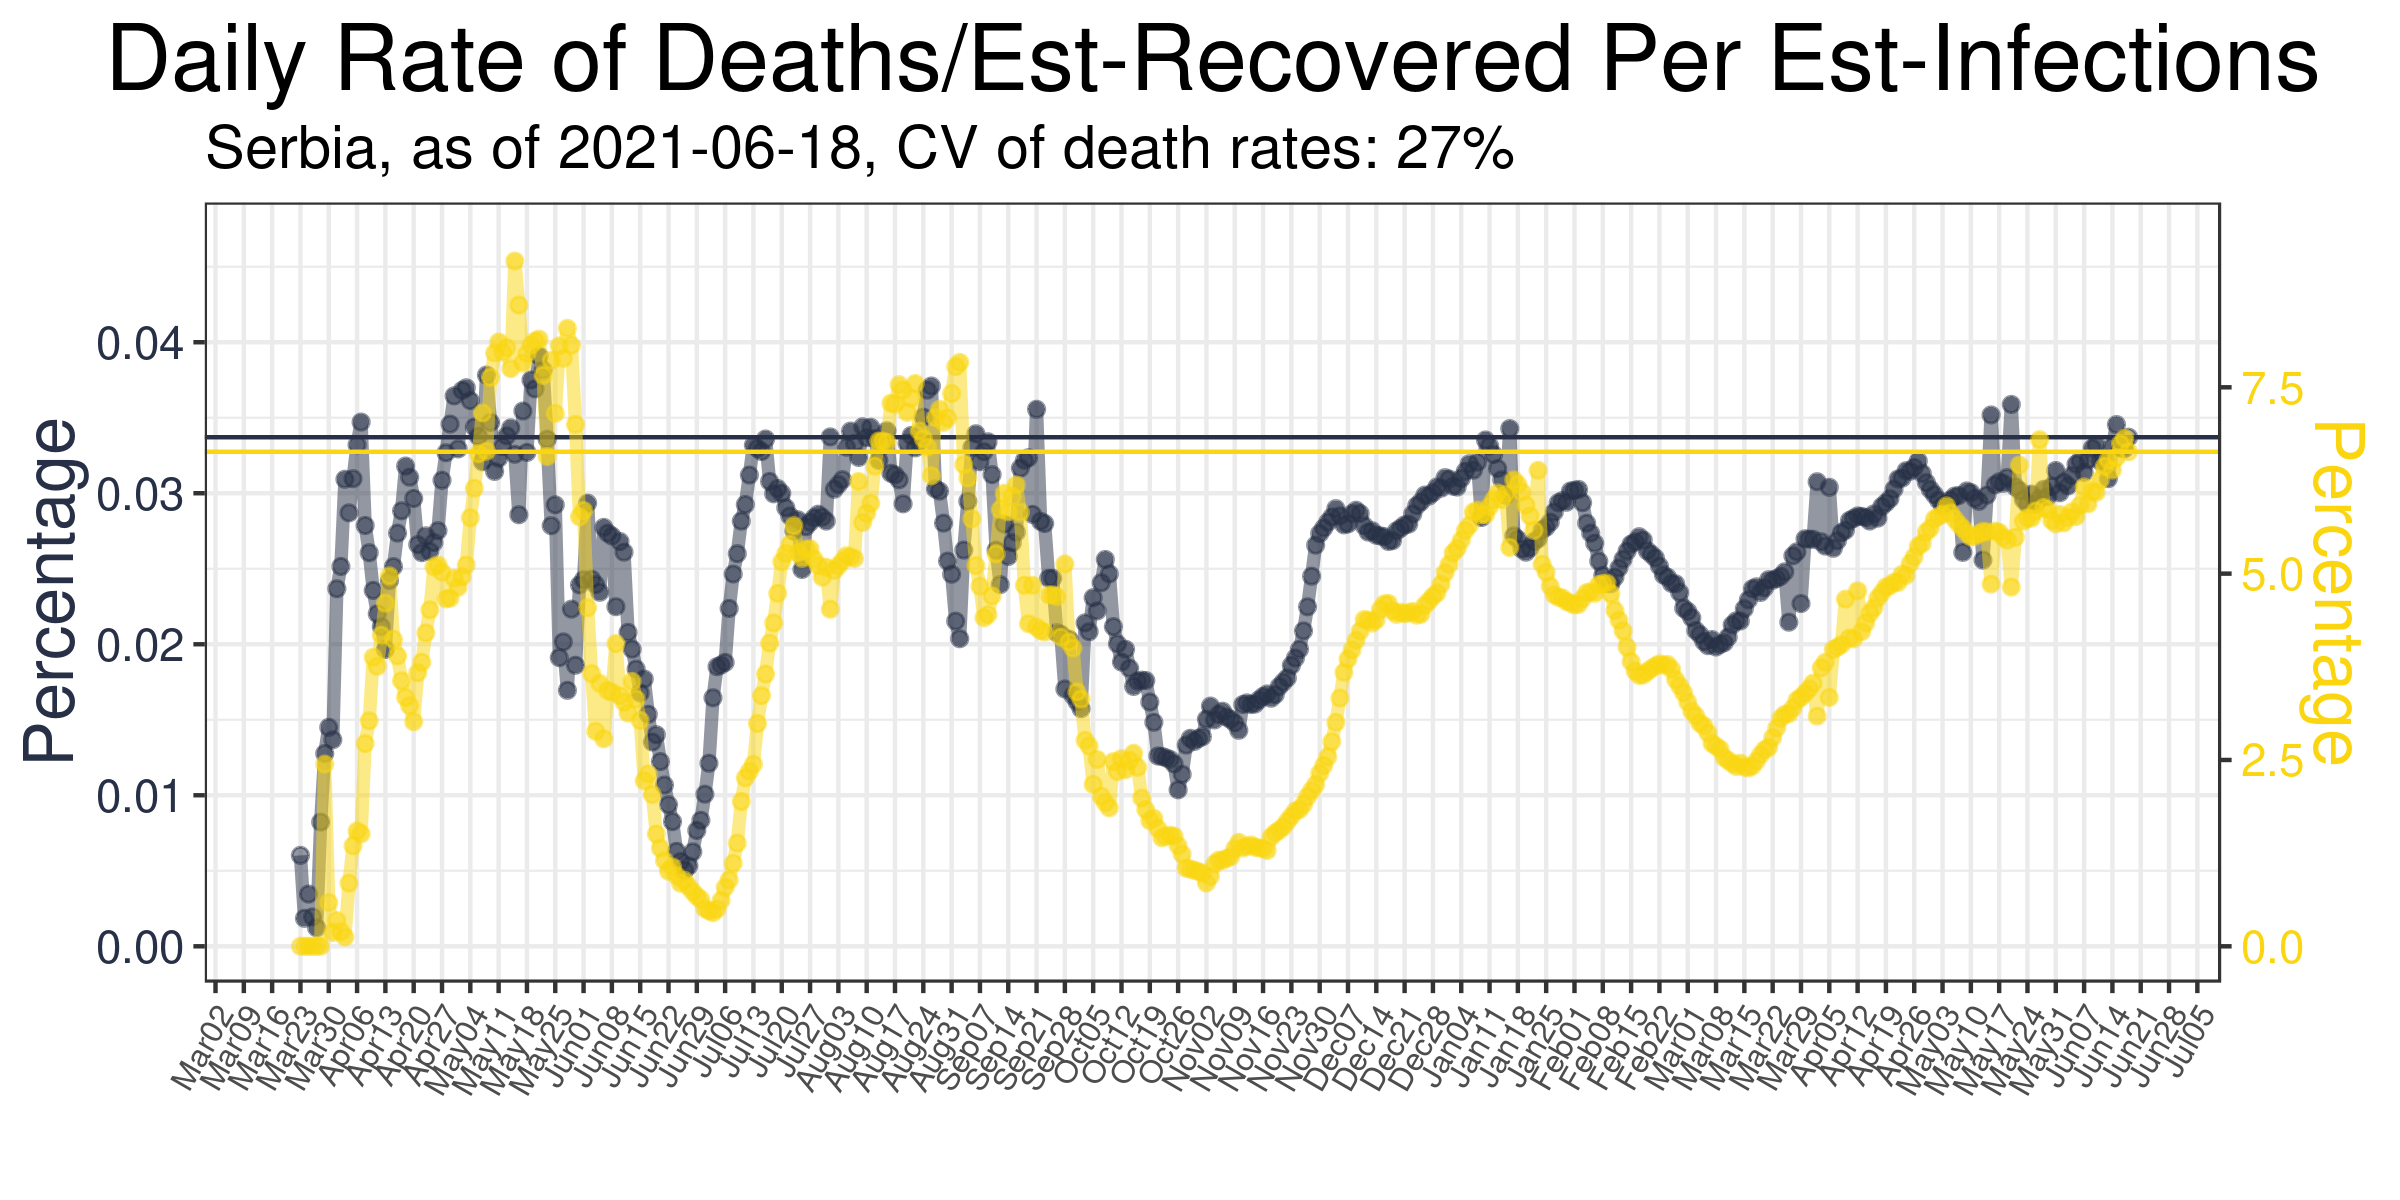 Daily Rate of Deaths/Est-Recovered Per Est-Infections
Serbia, as of 2021-06-18, CV of death rates: 27%
Percentage
0.04
0.03
0.02
0.01
0.00
7.5
5.0
2.5
0.0
Percentage
Mar02
Mar09
Mar16
Mar23
Mar30
Apr06
Apr13
Apr20
Apr27
May04
May11
May18
May25
Jun01
Jun08
Jun15
Jun22
Jun29
Jul06
Jul13
Jul20
Jul27
Aug03
Aug10
Aug17
Aug24
Aug31
Sep07
Sep14
Sep21
Sep28
Oct05
Oct12
Oct19
Oct26
Nov02
Nov09
Nov16
Nov23
Nov30
Dec07
Dec14
Dec21
Dec28
Jan04
Jan11
Jan18
Jan25
Feb01
Feb08
Feb15
Feb22
Mar01
Mar08
Mar15
Mar22
Mar29
Apr05
Apr12
Apr19
Apr26
May03
May10
May17
May24
May31
Jun07
Jun14
Jun21
Jun28
Jul05